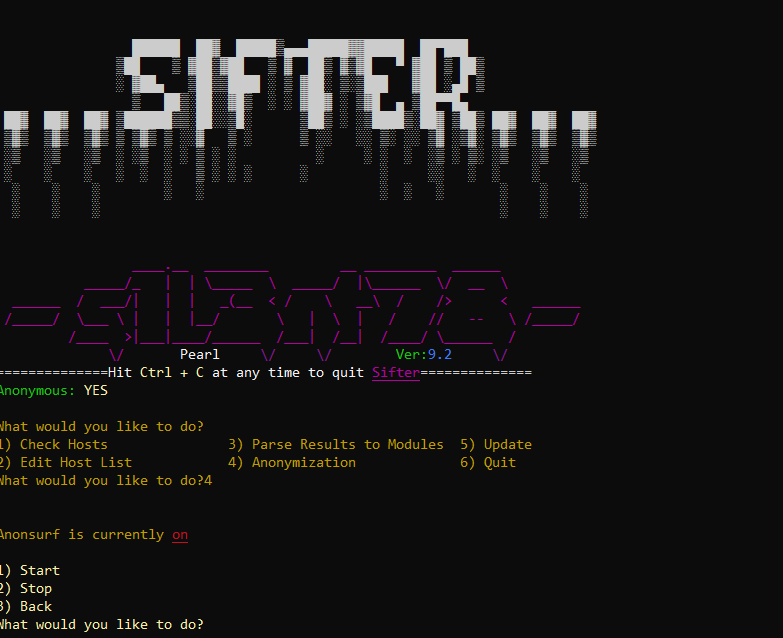 SIFTER
Pearl Ver:9.2
==============Hit Ctrl + C at any time to quit Sifter==============
Anonymous: YES
What would you like to do?
1) Check Hosts 3) Parse Results to Modules 5) Update
2) Edit Host List 4) Anonymization 6) Quit
What would you like to do?4
Anonsurf is currently on
1) Start
2) Stop
3) Back
What would you like to do?